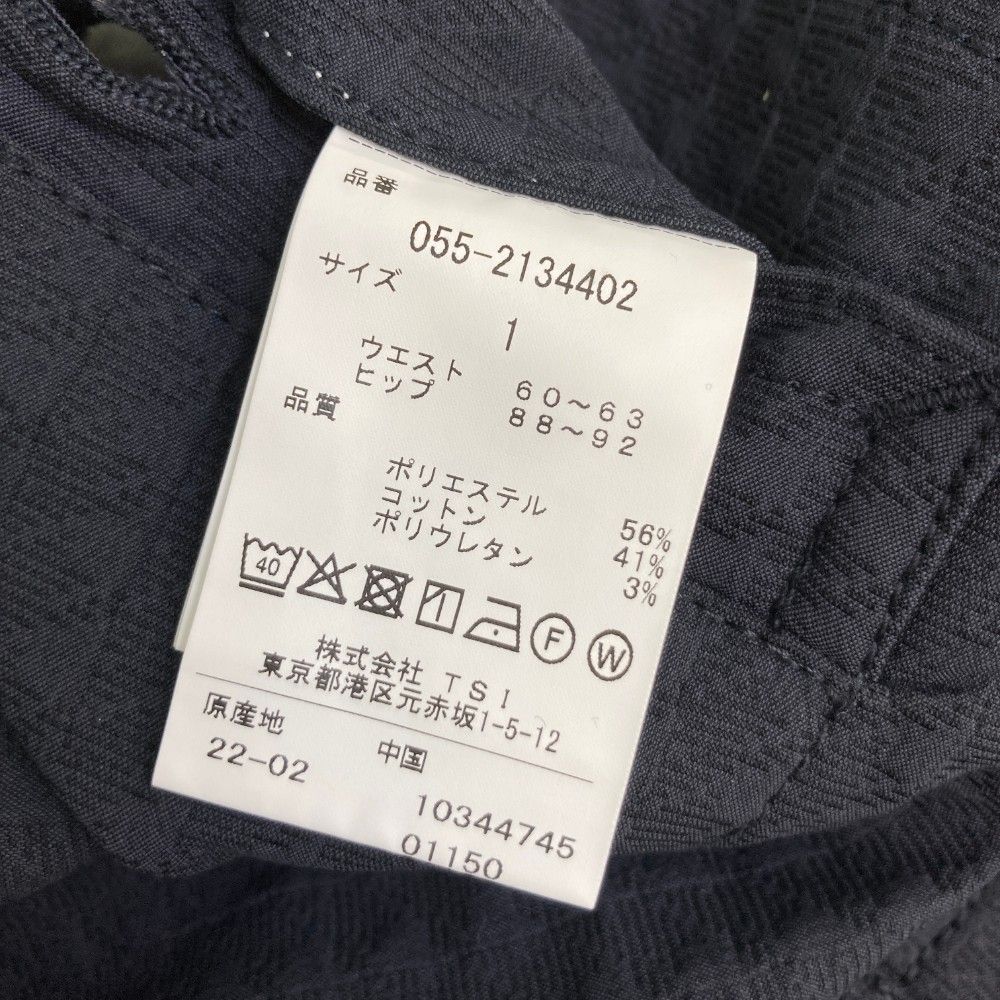 品番
055-2134402
サイズ
1
ウエスト 60～63
ヒップ 88～92
品質
ポリエステル 56%
コットン 41%
ポリウレタン 3%
40 F W
株式会社 TSI
東京都港区元赤坂1-5-12
原産地 中国
22-02
10344745
01150